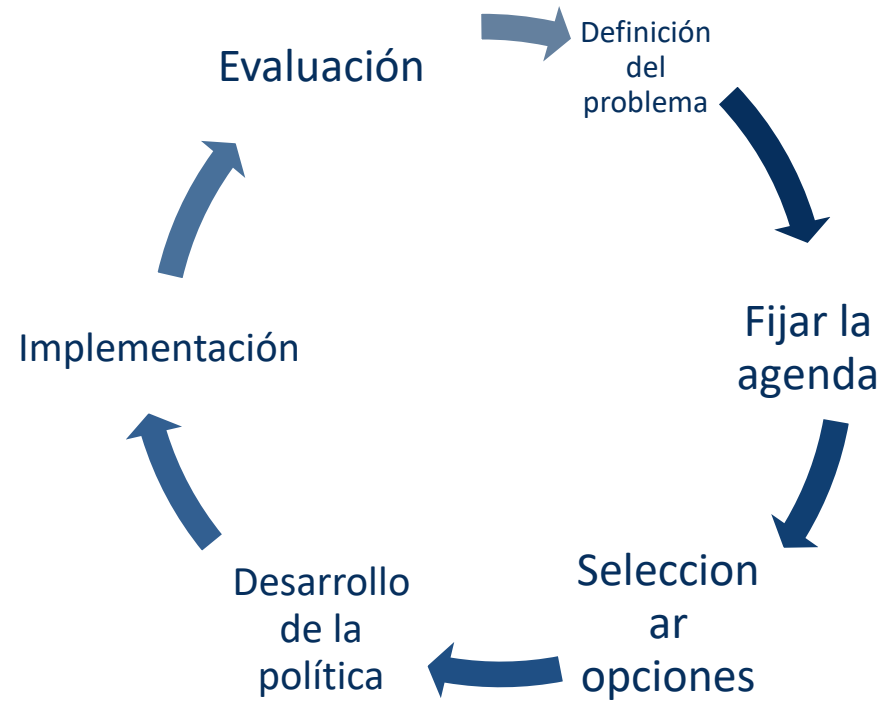 Definición
del
problema
Fijar la
agenda
Seleccion
ar
opciones
Desarrollo
de la
política
Implementación
Evaluación